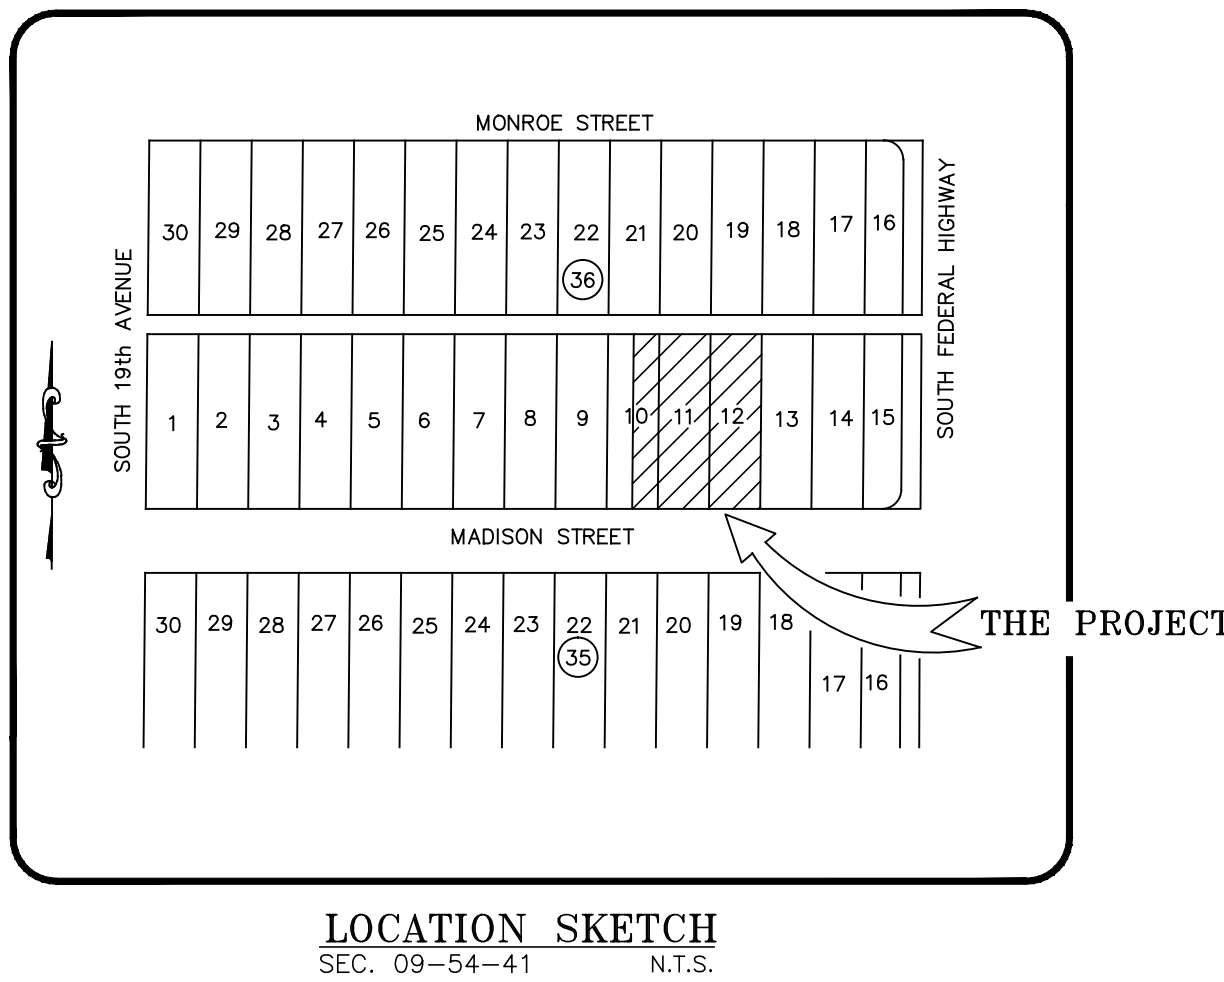 MONROE STREET
30 29 28 27 26 25 24 23 22 21 20 19 18 17 16
36
SOUTH 19th AVENUE
SOUTH FEDERAL HIGHWAY
1 2 3 4 5 6 7 8 9 10 11 12 13 14 15
MADISON STREET
30 29 28 27 26 25 24 23 22 21 20 19 18
THE PROJECT
35
17 16
LOCATION SKETCH
SEC. 09-54-41 N.T.S.